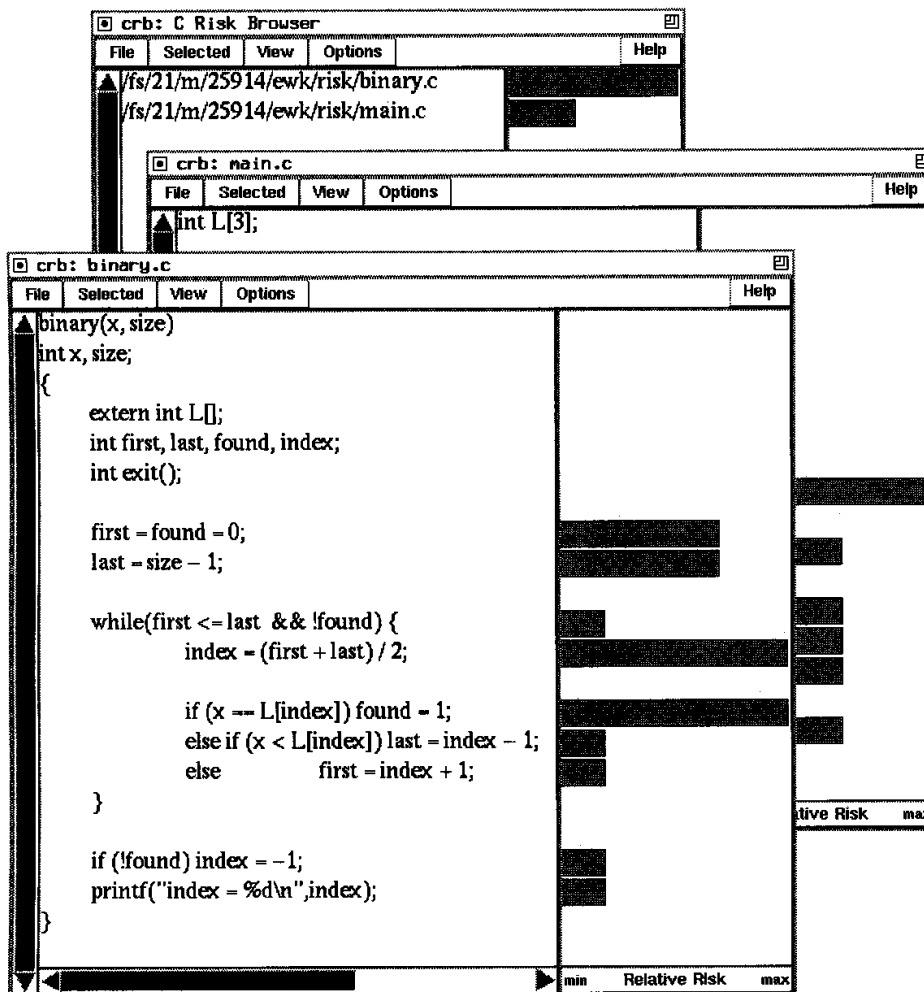 crb: C Risk Browser
File Selected View Options Help
/fs/21/m/25914/ewk/risk/binary.c
/fs/21/m/25914/ewk/risk/main.c
crb: main.c
File Selected View Options Help
int L[3];
crb: binary.c
File Selected View Options Help
binary(x, size)
int x, size;
{
extern int L[];
int first, last, found, index;
int exit();
first = found = 0;
last = size - 1;
while(first <= last && !found) {
index = (first + last) / 2;
if (x == L[index]) found = 1;
else if (x < L[index]) last = index - 1;
else first = index + 1;
}
if (!found) index = -1;
printf("index = %d\n",index);
}
min Relative Risk max
tive Risk max